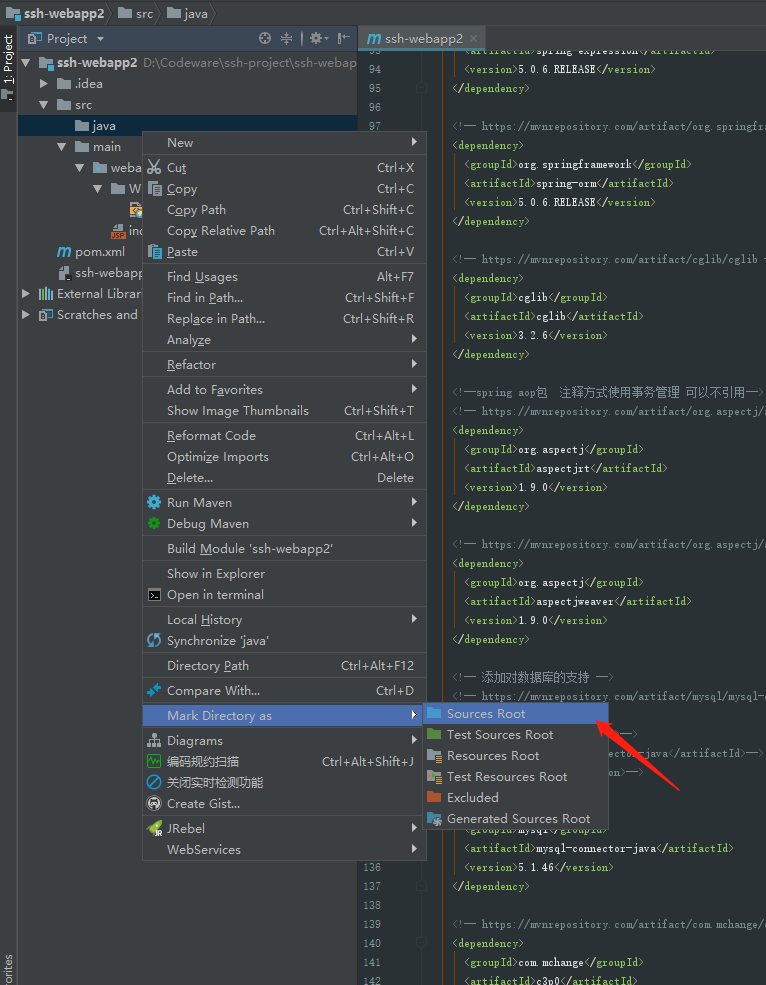 ssh-webapp2 src java
1: Project
Project
ssh-webapp2
ssh-webapp2 D:\Codeware\ssh-project\ssh-webap
.idea
src
java
main
weba
W
pom.xml
ssh-webapp
External Librar
Scratches and
New
Cut Ctrl+X
Copy Ctrl+C
Copy Path Ctrl+Shift+C
Copy Relative Path Ctrl+Alt+Shift+C
Paste Ctrl+V
Find Usages Alt+F7
Find in Path... Ctrl+Shift+F
Replace in Path... Ctrl+Shift+R
Analyze
Refactor
Add to Favorites
Show Image Thumbnails Ctrl+Shift+T
Reformat Code Ctrl+Alt+L
Optimize Imports Ctrl+Alt+O
Delete... Delete
Run Maven
Debug Maven
Build Module 'ssh-webapp2'
Show in Explorer
Open in terminal
Local History
Synchronize 'java'
Directory Path Ctrl+Alt+F12
Compare With... Ctrl+D
Mark Directory as
Diagrams
编码规约扫描 Ctrl+Alt+Shift+J
关闭实时检测功能
Create Gist...
JRebel
WebServices
Sources Root
Test Sources Root
Resources Root
Test Resources Root
Excluded
Generated Sources Root
93 <artifactId>spring-expression</artifactId>
94 <version>5.0.6.RELEASE</version>
95 </dependency>
96
97 <!-- https://mvnrepository.com/artifact/org.springfra
<dependency>
<groupId>org.springframework</groupId>
<artifactId>spring-orm</artifactId>
<version>5.0.6.RELEASE</version>
</dependency>
<!-- https://mvnrepository.com/artifact/cglib/cglib -
<dependency>
<groupId>cglib</groupId>
<artifactId>cglib</artifactId>
<version>3.2.6</version>
</dependency>
<!--spring aop包 注释方式使用事务管理 可以不引用-->
<!-- https://mvnrepository.com/artifact/org.aspectj/a
<dependency>
<groupId>org.aspectj</groupId>
<artifactId>aspectjrt</artifactId>
<version>1.9.0</version>
</dependency>
<!-- https://mvnrepository.com/artifact/org.aspectj/a
<dependency>
<groupId>org.aspectj</groupId>
<artifactId>aspectjweaver</artifactId>
<version>1.9.0</version>
</dependency>
<!-- 添加对数据库的支持 -->
<!-- https://mvnrepository.com/artifact/mysql/mysql-c
-->
ctor-java</artifactId>-->
on>-->
<groupId>mysql</groupId>
<artifactId>mysql-connector-java</artifactId>
136 <version>5.1.46</version>
137 </dependency>
138
139 <!-- https://mvnrepository.com/artifact/com.mchange/c
140 <dependency>
141 <groupId>com.mchange</groupId>
142 <artifactId>c3p0</artifactId>